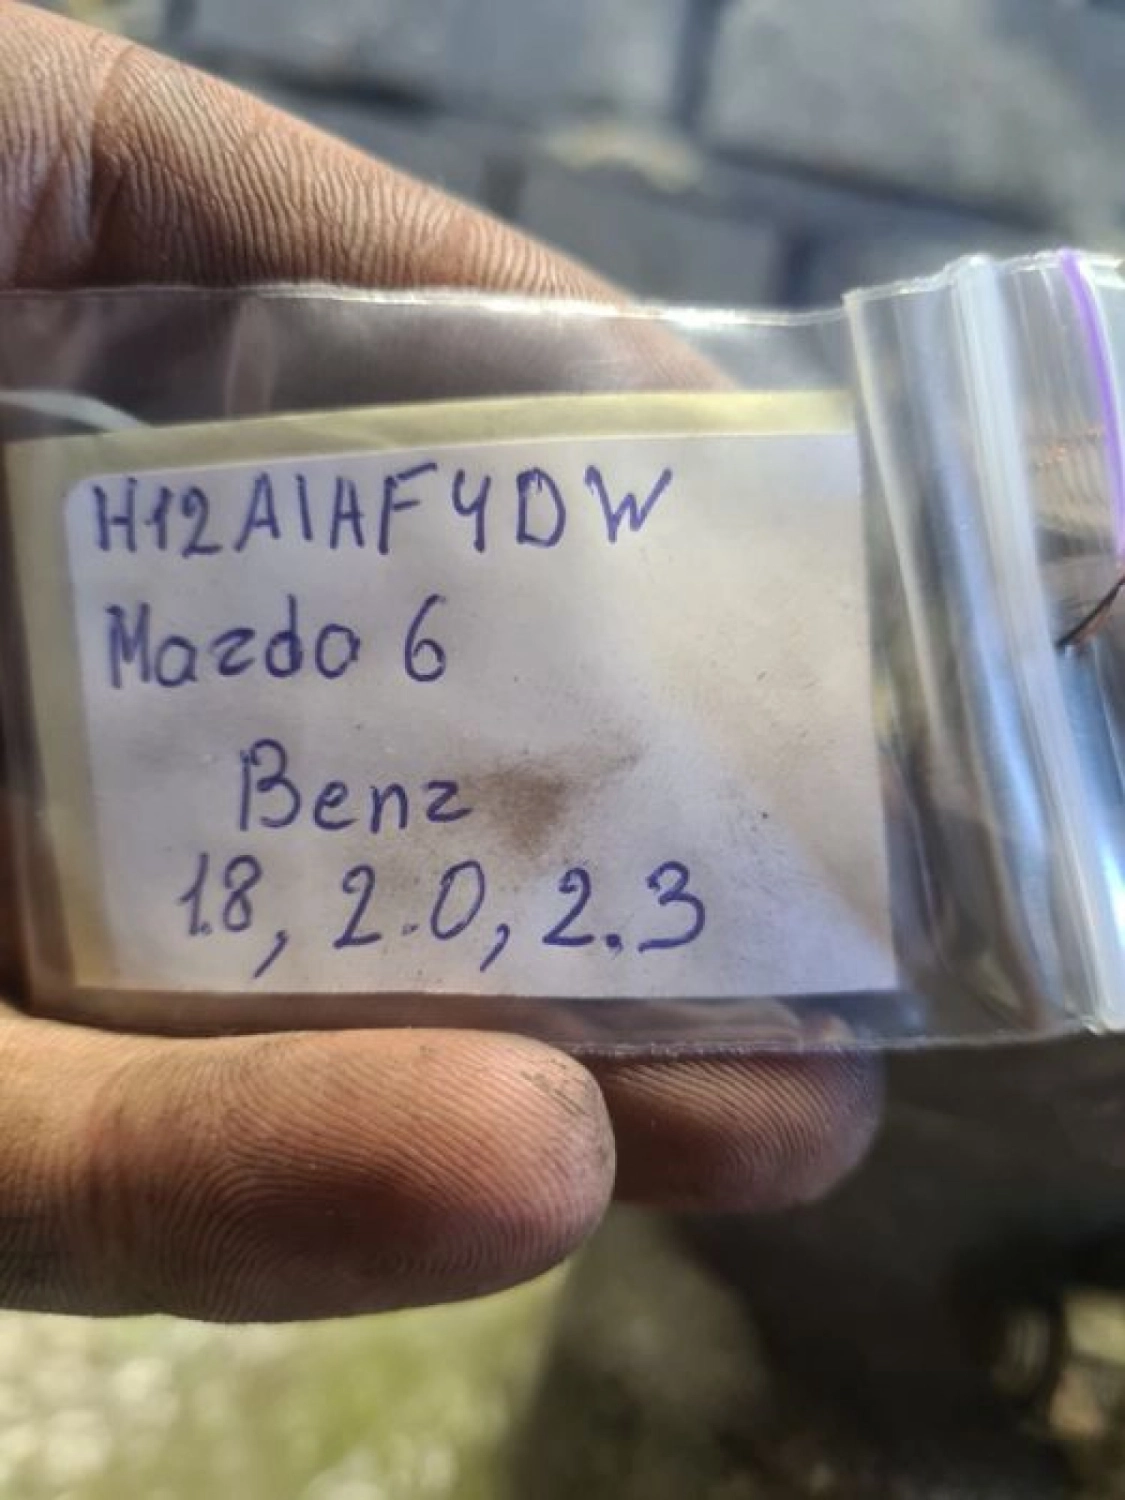 H12A1AF4DW
Mazda 6
Benz
1.8, 2.0, 2.3